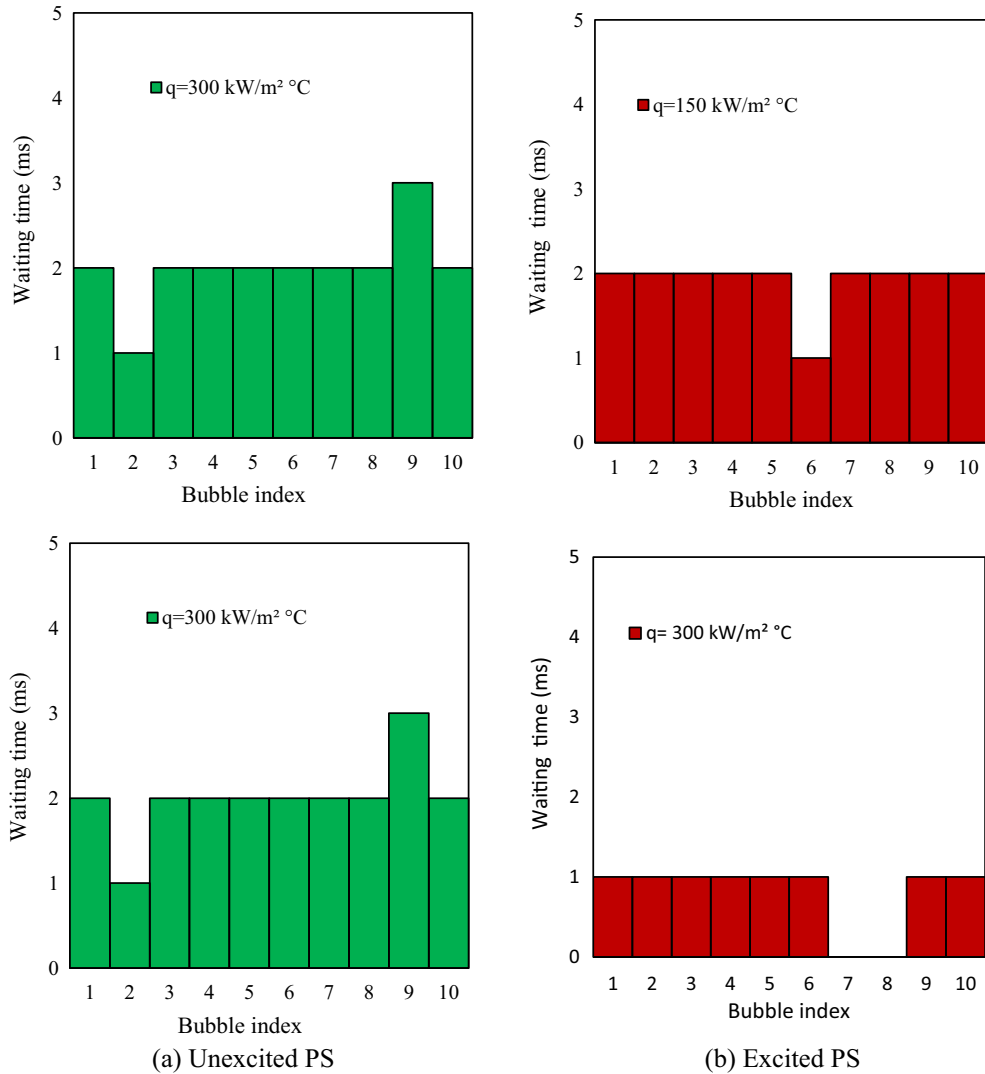 5
4
3
2
1
0
Waiting time (ms)
q=300 kW/m² °C
1 2 3 4 5 6 7 8 9 10
Bubble index
5
4
3
2
1
0
Waiting time (ms)
q=150 kW/m² °C
1 2 3 4 5 6 7 8 9 10
Bubble index
5
4
3
2
1
0
Waiting time (ms)
q=300 kW/m² °C
1 2 3 4 5 6 7 8 9 10
Bubble index
(a) Unexcited PS
5
4
3
2
1
0
Waiting time (ms)
q= 300 kW/m² °C
1 2 3 4 5 6 7 8 9 10
Bubble index
(b) Excited PS